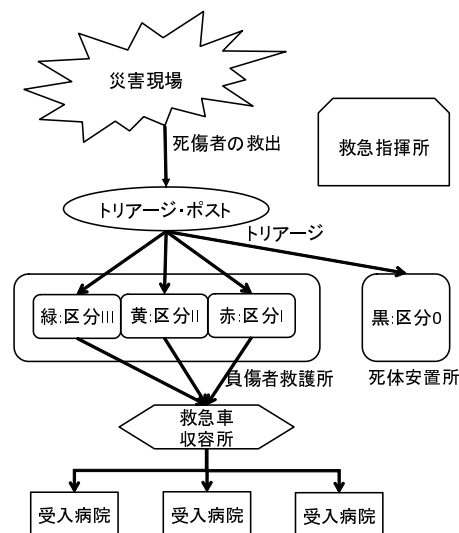 災害現場
死傷者の救出
救急指揮所
トリアージ・ポスト
トリアージ
緑:区分III
黄:区分II
赤:区分I
黒:区分0
負傷者救護所
死体安置所
救急車
収容所
受入病院
受入病院
受入病院